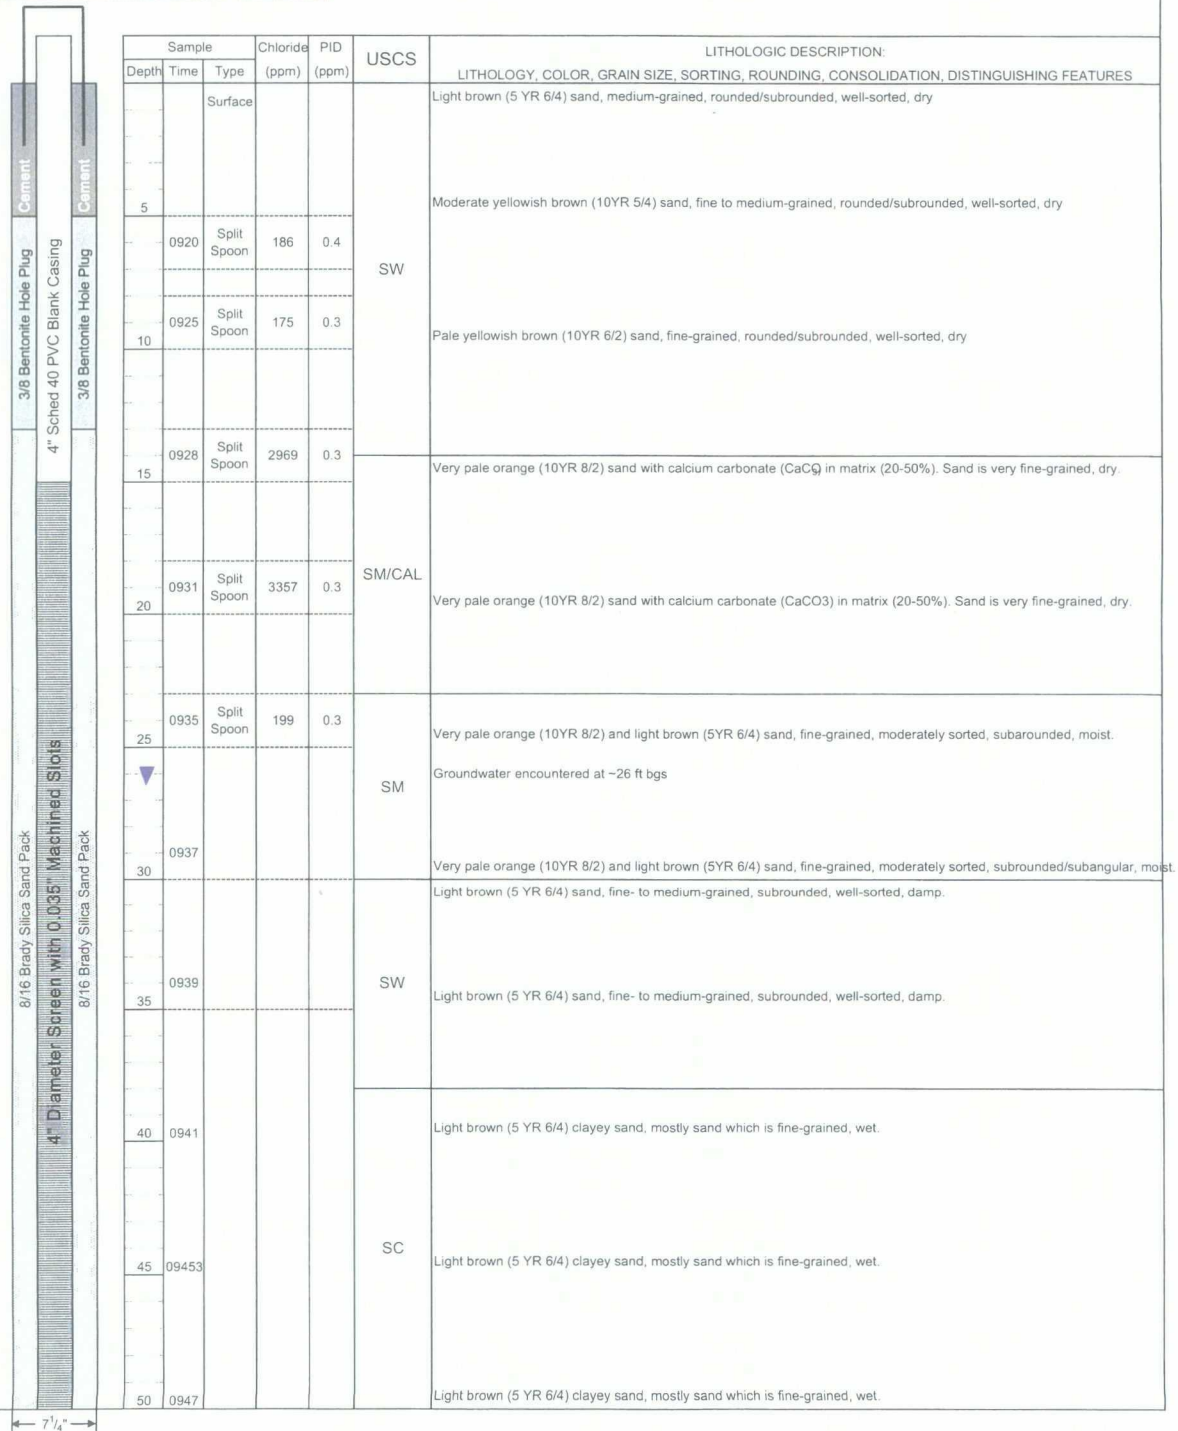 Sample Chloride PID USCS LITHOLOGIC DESCRIPTION:
Depth Time Type (ppm) (ppm) LITHOLOGY, COLOR, GRAIN SIZE, SORTING, ROUNDING, CONSOLIDATION, DISTINGUISHING FEATURES
Surface Light brown (5 YR 6/4) sand, medium-grained, rounded/subrounded, well-sorted, dry
5 Moderate yellowish brown (10YR 5/4) sand, fine to medium-grained, rounded/subrounded, well-sorted, dry
0920 Split Spoon 186 0.4
SW
0925 Split Spoon 175 0.3
10 Pale yellowish brown (10YR 6/2) sand, fine-grained, rounded/subrounded, well-sorted, dry
0928 Split Spoon 2969 0.3
15 Very pale orange (10YR 8/2) sand with calcium carbonate (CaCO3) in matrix (20-50%). Sand is very fine-grained, dry.
0931 Split Spoon 3357 0.3 SM/CAL
20 Very pale orange (10YR 8/2) sand with calcium carbonate (CaCO3) in matrix (20-50%). Sand is very fine-grained, dry.
0935 Split Spoon 199 0.3
25 Very pale orange (10YR 8/2) and light brown (5YR 6/4) sand, fine-grained, moderately sorted, subarounded, moist.
Groundwater encountered at ~26 ft bgs
SM
0937
30 Very pale orange (10YR 8/2) and light brown (5YR 6/4) sand, fine-grained, moderately sorted, subrounded/subangular, moist.
Light brown (5 YR 6/4) sand, fine- to medium-grained, subrounded, well-sorted, damp.
0939 SW
35 Light brown (5 YR 6/4) sand, fine- to medium-grained, subrounded, well-sorted, damp.
40 0941 Light brown (5 YR 6/4) clayey sand, mostly sand which is fine-grained, wet.
SC
45 09453 Light brown (5 YR 6/4) clayey sand, mostly sand which is fine-grained, wet.
50 0947 Light brown (5 YR 6/4) clayey sand, mostly sand which is fine-grained, wet.
Cement
Cement
3/8 Bentonite Hole Plug
4" Sched 40 PVC Blank Casing
3/8 Bentonite Hole Plug
8/16 Brady Silica Sand Pack
4" Diameter Screen with 0.035" Machined Slots
8/16 Brady Silica Sand Pack
7 1/4"